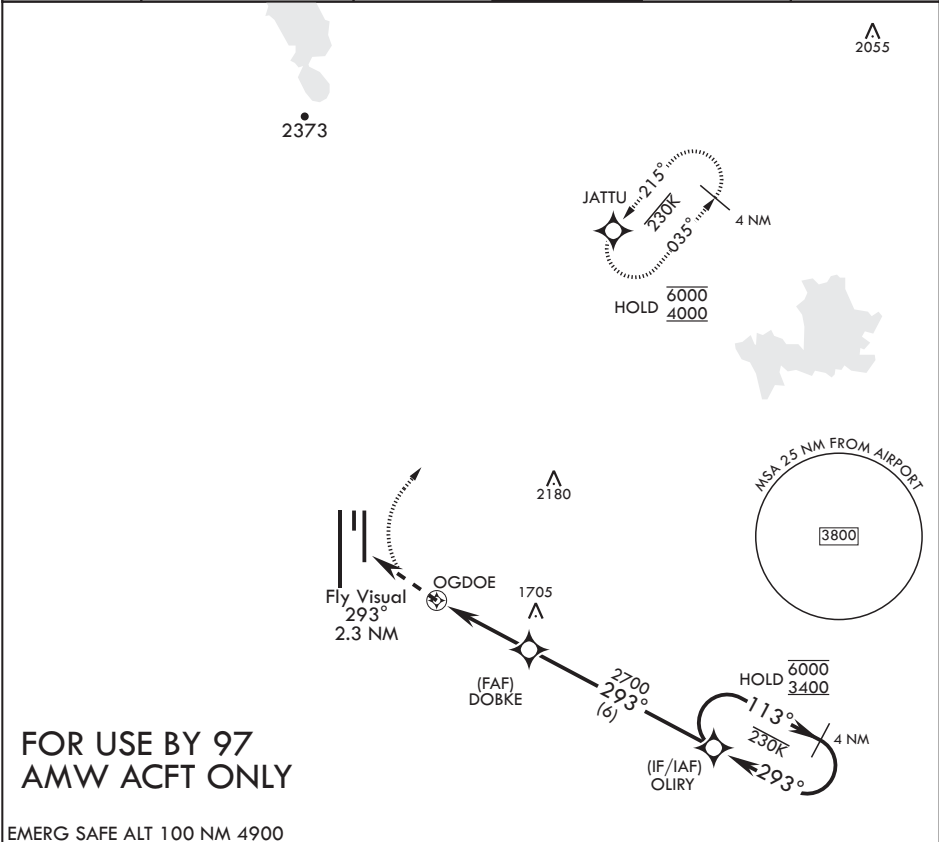 2055
2373
JATTU
215°
230K
035°
4 NM
HOLD 6000
4000
MSA 25 NM FROM AIRPORT
3800
2180
OGDOE
1705
Fly Visual
293°
2.3 NM
(FAF)
DOBKE
2700
293°
(6)
HOLD 6000
3400
113°
230K
4 NM
293°
(IF/IAF)
OLIRY
FOR USE BY 97
AMW ACFT ONLY
EMERG SAFE ALT 100 NM 4900